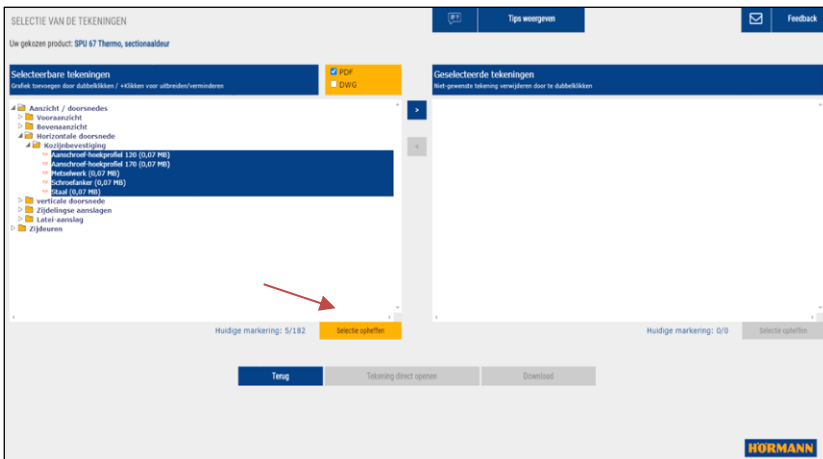 SELECTIE VAN DE TEKENINGEN
Tips weergeven
Feedback
Uw gekozen product: SPU 67 Thermo, sectionaaldeur
Selecteerbare tekeningen
Grafiek toevoegen door dubbelklikken / +Klikken voor uitbreiden/verminderen
PDF
DWG
Geselecteerde tekeningen
Niet-gewenste tekening verwijderen door te dubbelklikken
Aanzicht / doorsnedes
Vooraanzicht
Bovenaanzicht
Horizontale doorsnede
Kozijnbevestiging
Aanschroef-hoekprofiel 120 (0,07 MB)
Aanschroef-hoekprofiel 170 (0,07 MB)
Metselwerk (0,07 MB)
Schroefanker (0,07 MB)
Staal (0,07 MB)
verticale doorsnede
Zijdelingse aanslagen
Latei-aanslag
Zijdeuren
>
<
Huidige markering: 5/182
Selectie opheffen
Huidige markering: 0/0
Selectie opheffen
Terug
Tekening direct openen
Download
HÖRMANN